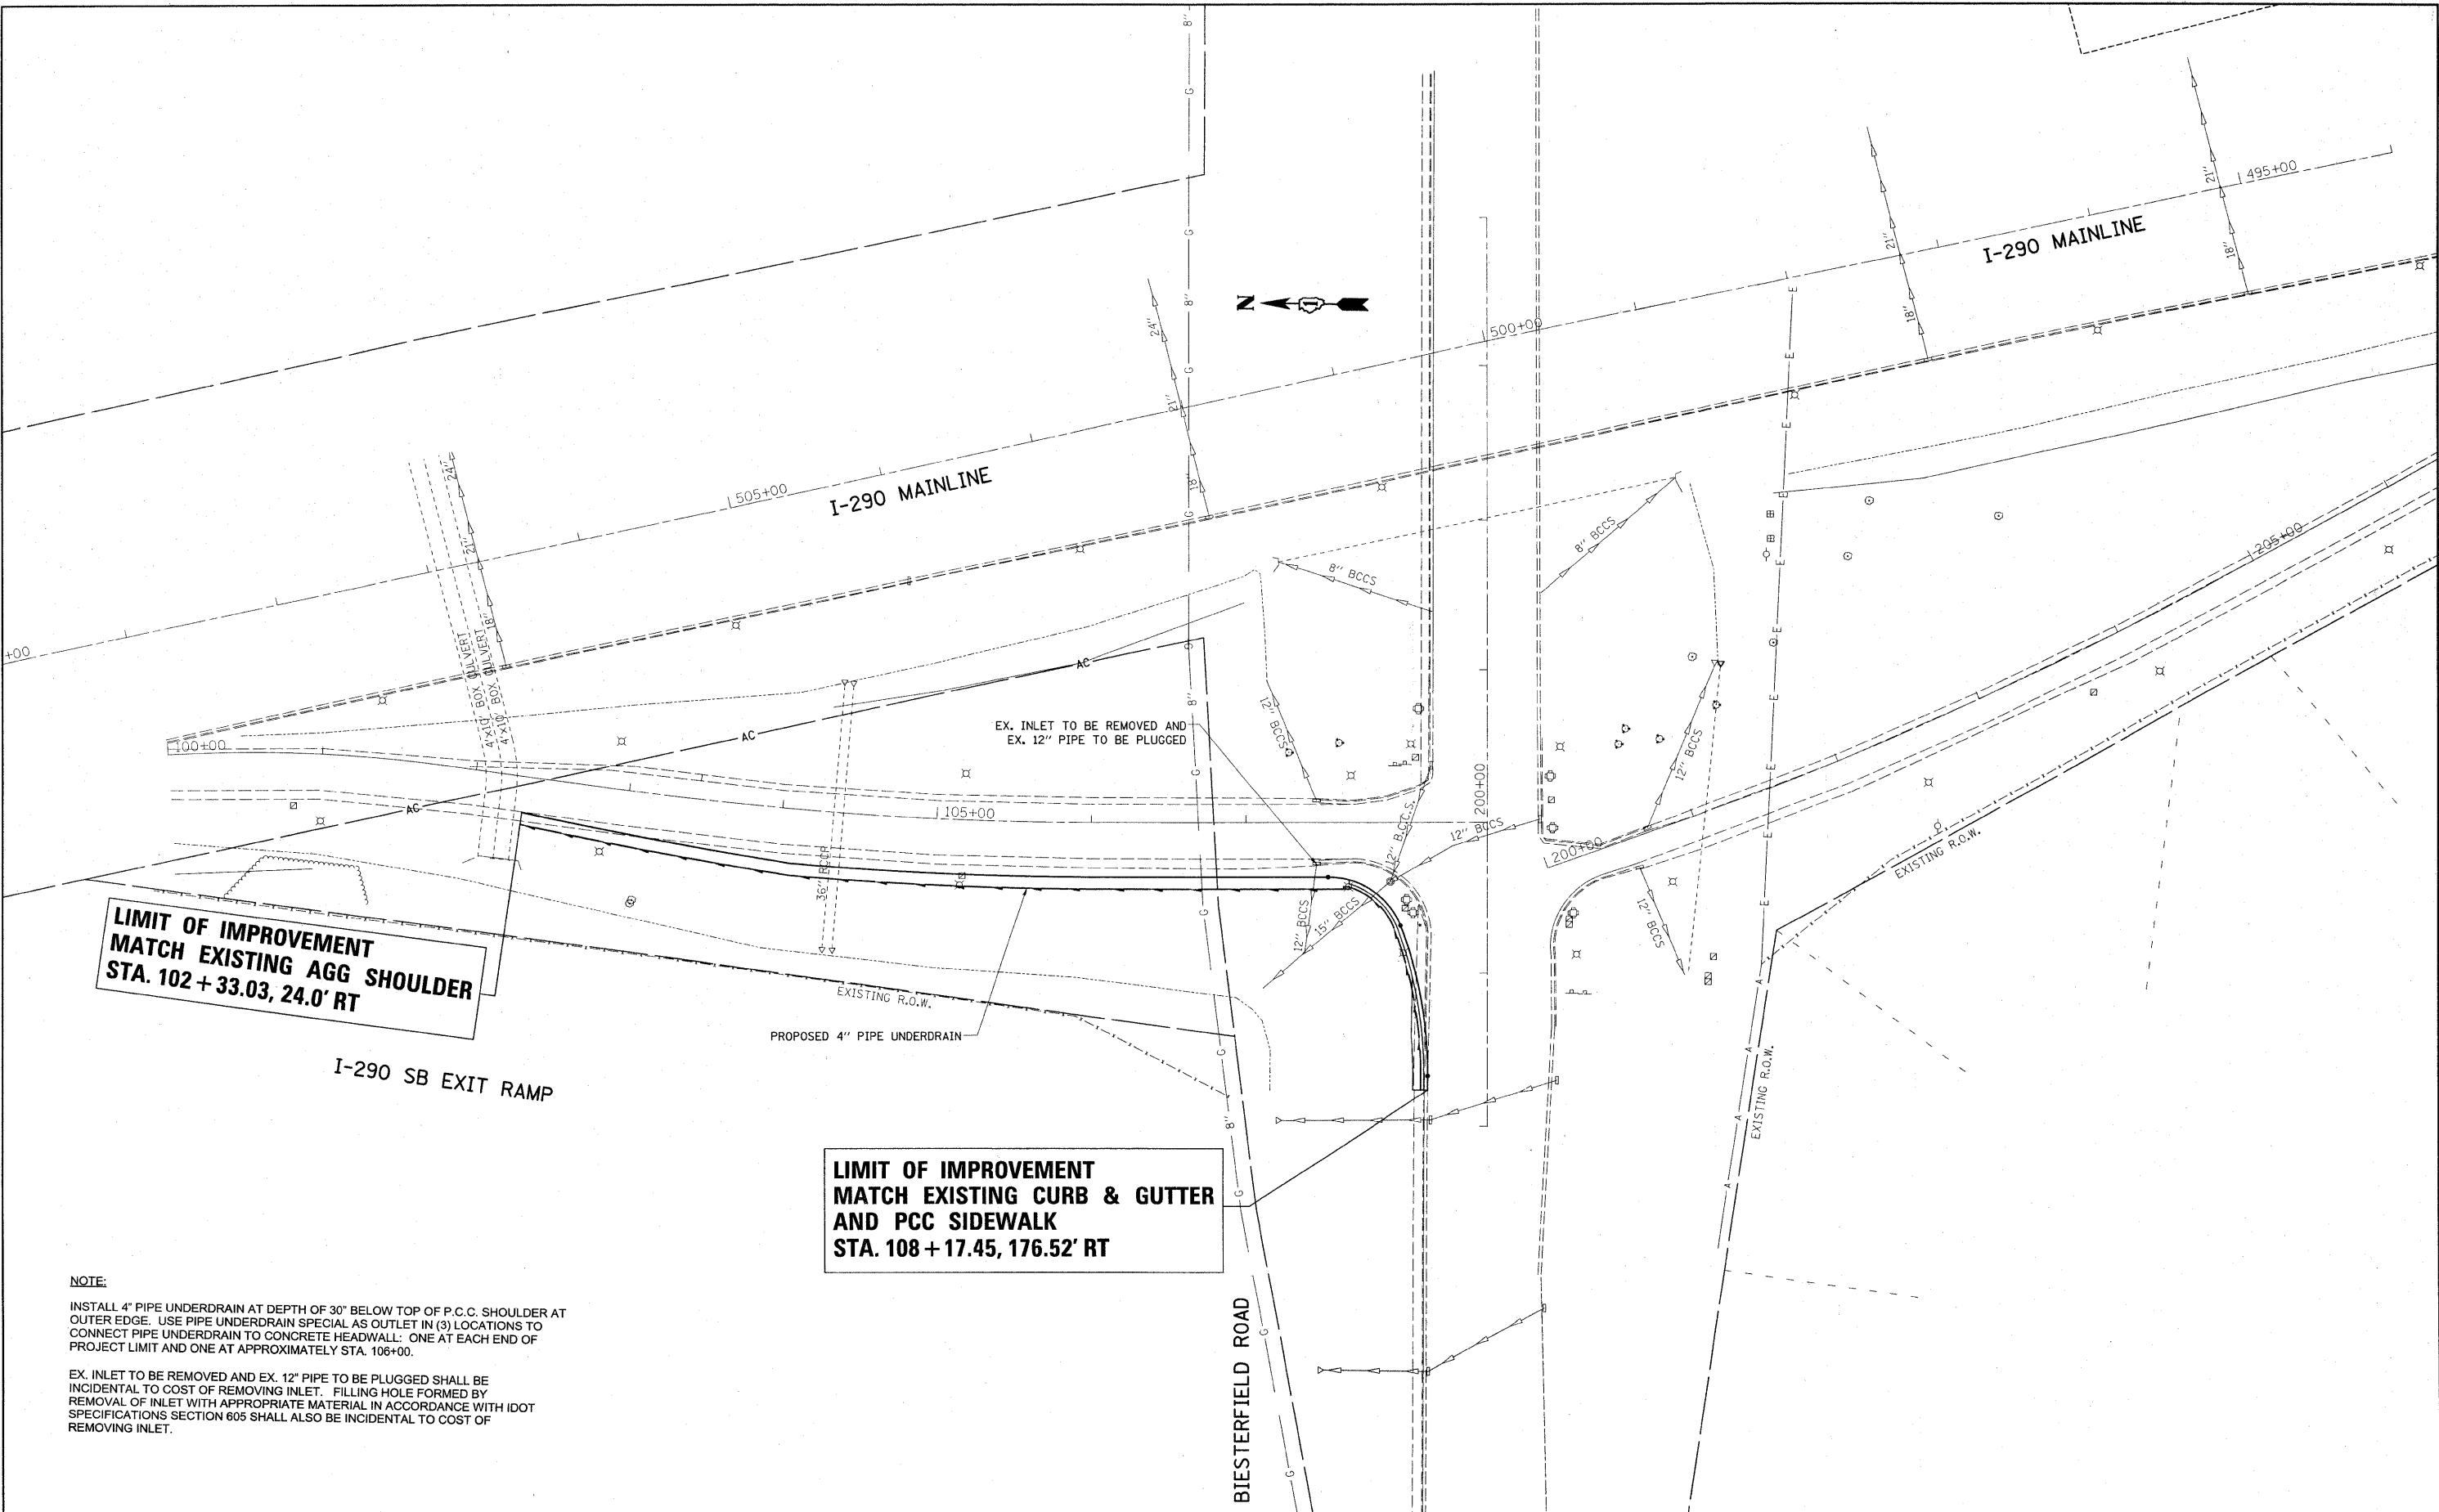 8"
G
G
8"
G
G
8"
G
G
495+00
21"
18"
I-290 MAINLINE
21"
18"
E
E
E
E
E
E
E
E
E
E
E
N
1
500+00
24"
21"
18"
505+00
I-290 MAINLINE
24"
21"
18"
4'X10' BOX CULVERT
4'X10' BOX CULVERT
+00
100+00
AC
AC
AC
8" BCCS
8" BCCS
205+00
EX. INLET TO BE REMOVED AND
EX. 12" PIPE TO BE PLUGGED
12" BCCS
12" BCCS
200+00
105+00
12" B.C.C.S.
12" BCCS
200+00
36" RCCP
12" BCCS
15" BCCS
12" BCCS
EXISTING R.O.W.
8"
G
G
G
G
8"
G
G
G
A
A
A
A
A
EXISTING R.O.W.
LIMIT OF IMPROVEMENT
MATCH EXISTING AGG SHOULDER
STA. 102 + 33.03, 24.0' RT
EXISTING R.O.W.
PROPOSED 4" PIPE UNDERDRAIN
I-290 SB EXIT RAMP
LIMIT OF IMPROVEMENT
MATCH EXISTING CURB & GUTTER
AND PCC SIDEWALK
STA. 108 + 17.45, 176.52' RT
BIESTERFIELD ROAD
NOTE:
INSTALL 4" PIPE UNDERDRAIN AT DEPTH OF 30" BELOW TOP OF P.C.C. SHOULDER AT
OUTER EDGE. USE PIPE UNDERDRAIN SPECIAL AS OUTLET IN (3) LOCATIONS TO
CONNECT PIPE UNDERDRAIN TO CONCRETE HEADWALL: ONE AT EACH END OF
PROJECT LIMIT AND ONE AT APPROXIMATELY STA. 106+00.
EX. INLET TO BE REMOVED AND EX. 12" PIPE TO BE PLUGGED SHALL BE
INCIDENTAL TO COST OF REMOVING INLET. FILLING HOLE FORMED BY
REMOVAL OF INLET WITH APPROPRIATE MATERIAL IN ACCORDANCE WITH IDOT
SPECIFICATIONS SECTION 605 SHALL ALSO BE INCIDENTAL TO COST OF
REMOVING INLET.